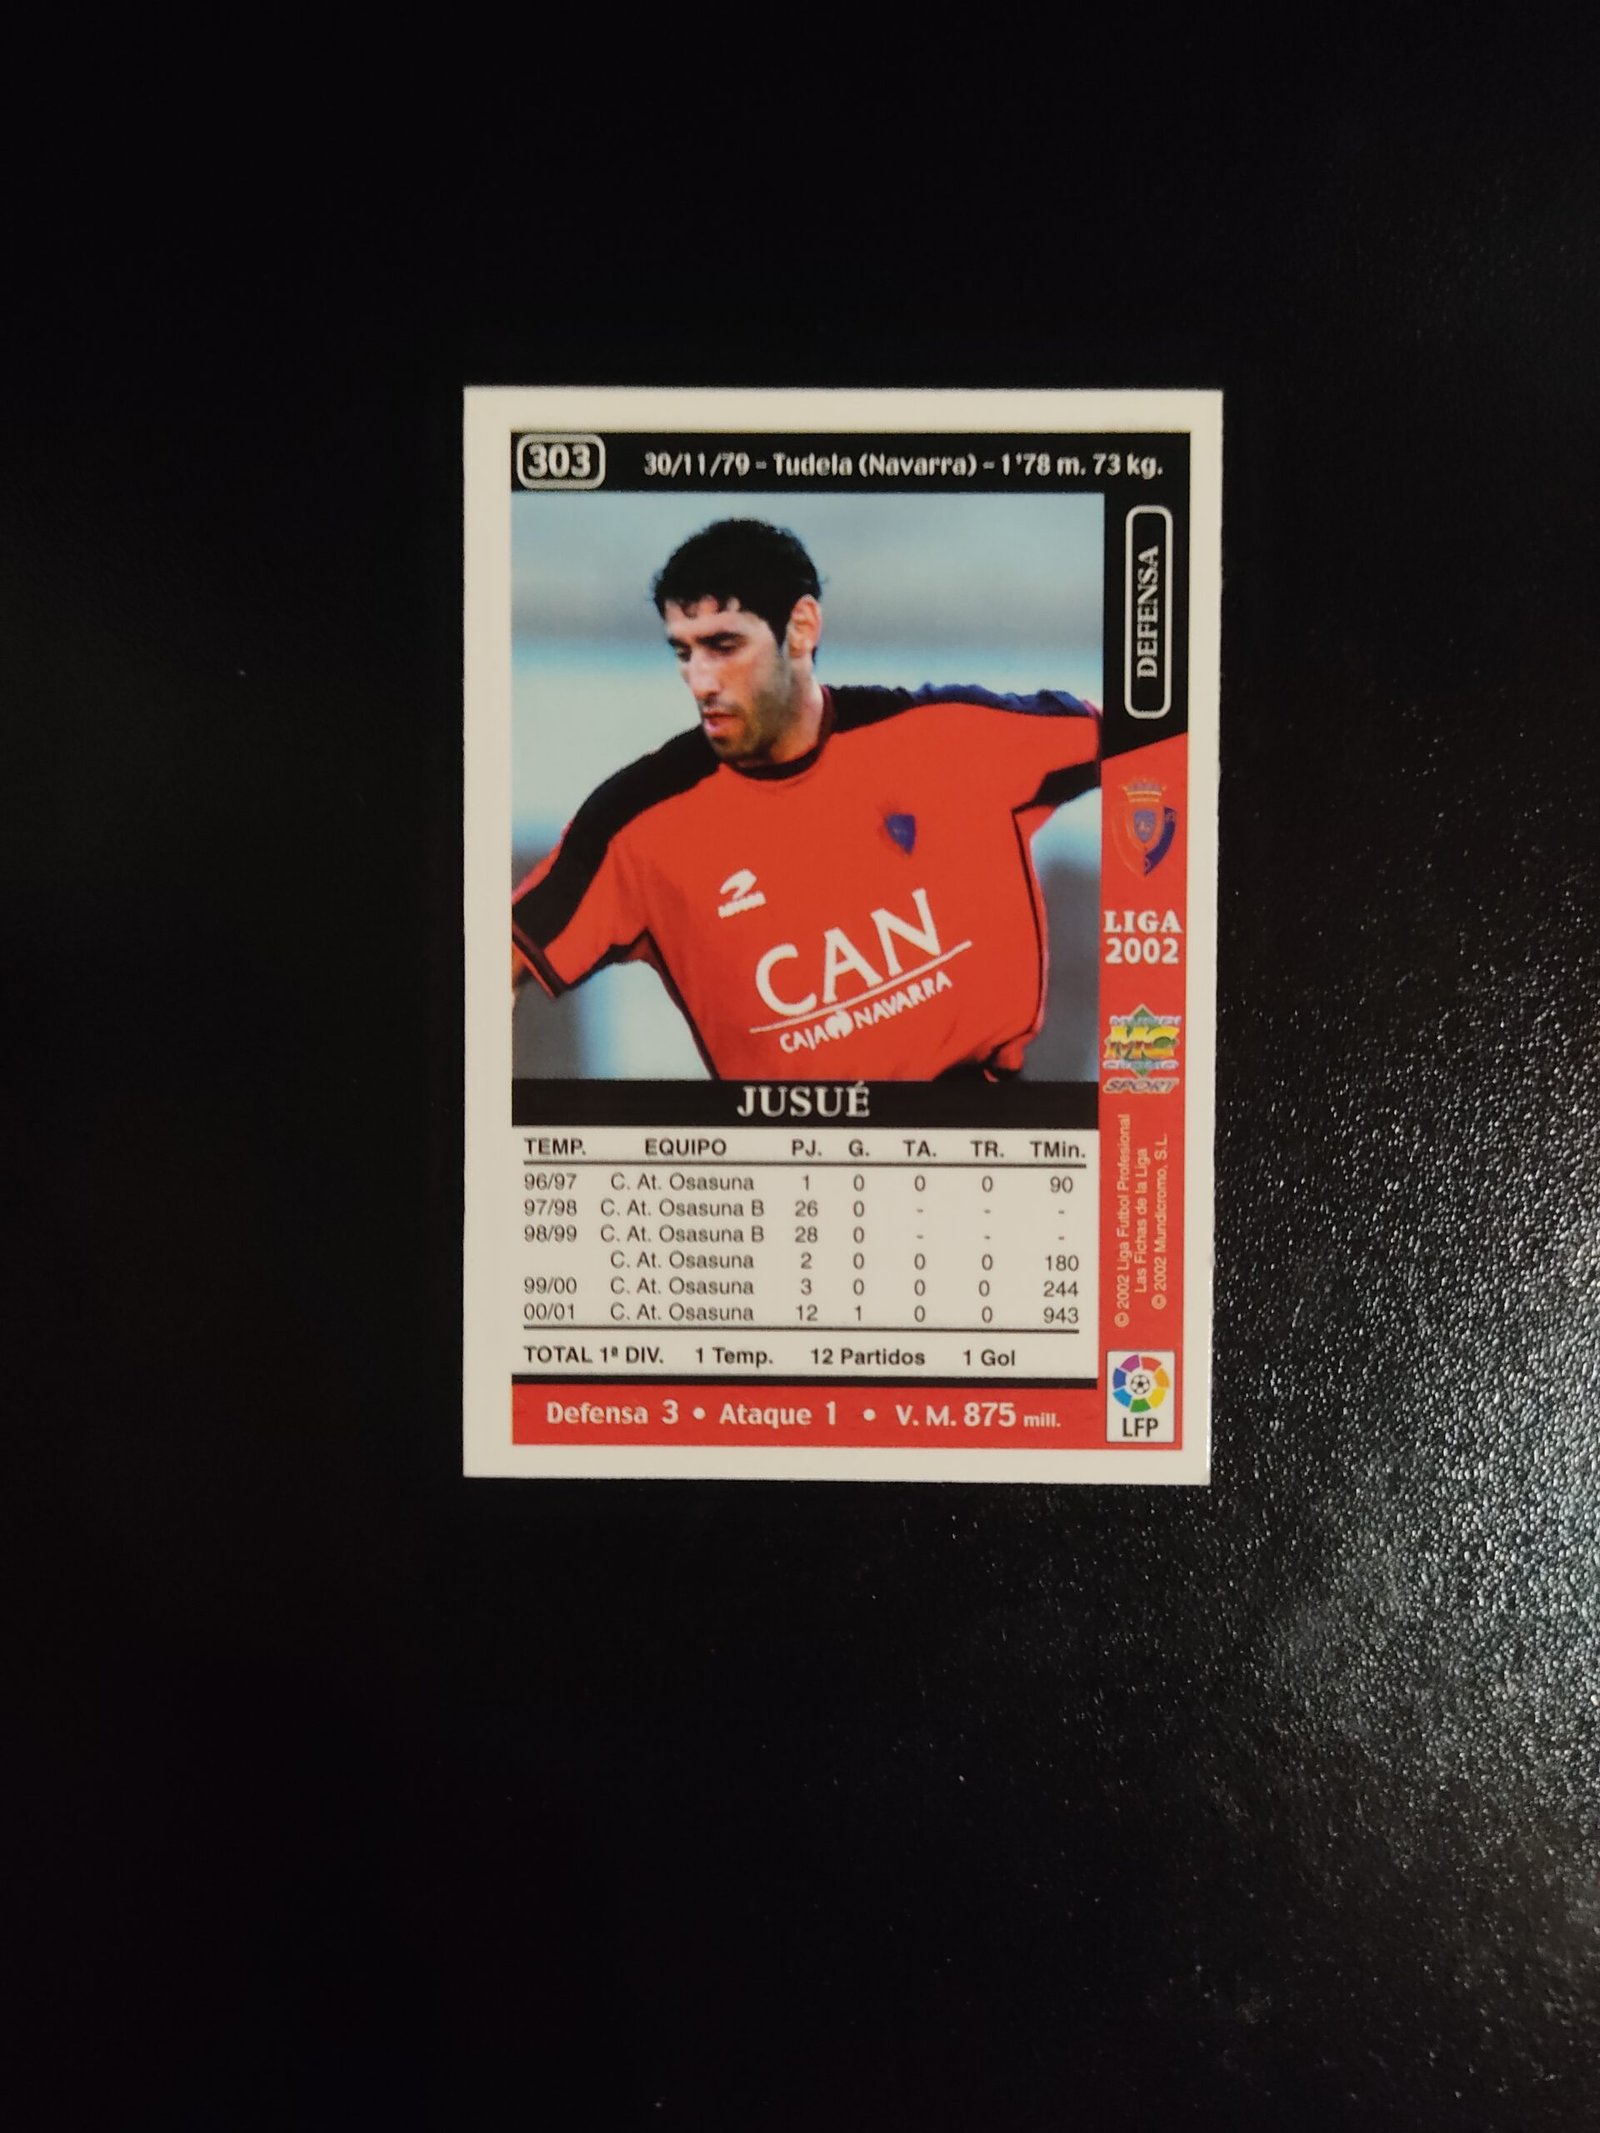 303 30/11/79 - Tudela (Navarra) - 1'78 m. 73 kg.
DEFENSA
CAN
CAJA NAVARRA
LIGA
2002
MUNDI
MC
CROMO
SPORT
JUSUÉ
TEMP. EQUIPO PJ. G. TA. TR. TMin.
96/97 C. At. Osasuna 1 0 0 0 90
97/98 C. At. Osasuna B 26 0 - - -
98/99 C. At. Osasuna B 28 0 - - -
C. At. Osasuna 2 0 0 0 180
99/00 C. At. Osasuna 3 0 0 0 244
00/01 C. At. Osasuna 12 1 0 0 943
TOTAL 1ª DIV. 1 Temp. 12 Partidos 1 Gol
Defensa 3 • Ataque 1 • V. M. 875 mill.
© 2002 Liga Futbol Profesional
Las Fichas de la Liga
© 2002 Mundicromo, S.L.
LFP